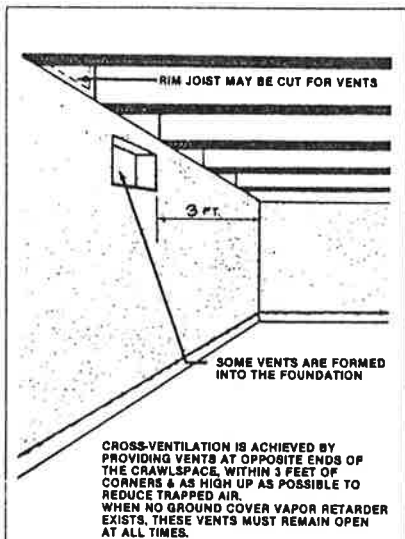 RIM JOIST MAY BE CUT FOR VENTS
3 FT.
SOME VENTS ARE FORMED
INTO THE FOUNDATION
CROSS-VENTILATION IS ACHIEVED BY
PROVIDING VENTS AT OPPOSITE ENDS OF
THE CRAWLSPACE, WITHIN 3 FEET OF
CORNERS & AS HIGH UP AS POSSIBLE TO
REDUCE TRAPPED AIR.
WHEN NO GROUND COVER VAPOR RETARDER
EXISTS, THESE VENTS MUST REMAIN OPEN
AT ALL TIMES.